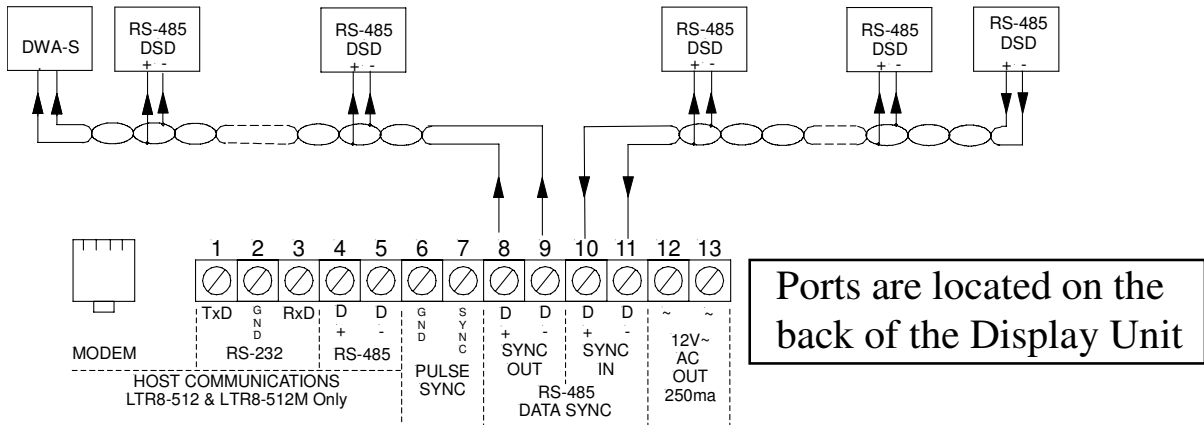 DWA-S
RS-485
DSD
+ -
RS-485
DSD
+ -
RS-485
DSD
+ -
RS-485
DSD
+ -
RS-485
DSD
+ -
1 2 3 4 5 6 7 8 9 10 11 12 13
TxD GND RxD D+ D- GND SYNC D+ D- D+ D- ~ ~
MODEM
RS-232
RS-485
HOST COMMUNICATIONS
LTR8-512 & LTR8-512M Only
PULSE
SYNC
SYNC
OUT
SYNC
IN
RS-485
DATA SYNC
12V~
AC
OUT
250ma
Ports are located on the
back of the Display Unit